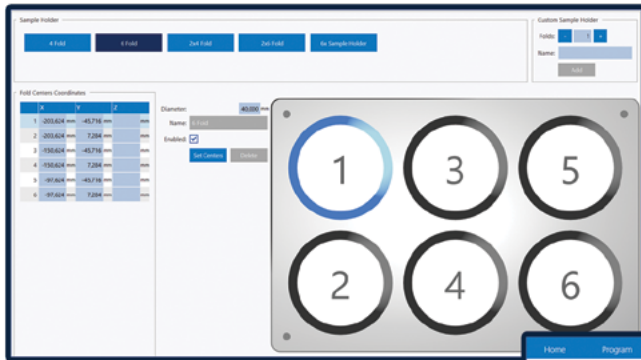 Sample Holder
4 Fold
6 Fold
2x4 Fold
2x6 Fold
6x Sample Holder
Custom Sample Holder
Folds: - 1 +
Name:
Add
Fold Centers Coordinates
X Y Z
1 -203,624 mm -45,716 mm mm
2 -203,624 mm 7,284 mm mm
3 -150,624 mm -45,716 mm mm
4 -150,624 mm 7,284 mm mm
5 -97,624 mm -45,716 mm mm
6 -97,624 mm 7,284 mm mm
Diameter: 40,000 mm
Name: 6 Fold
Enabled:
Set Centers Delete
1 3 5
2 4 6
Home Program